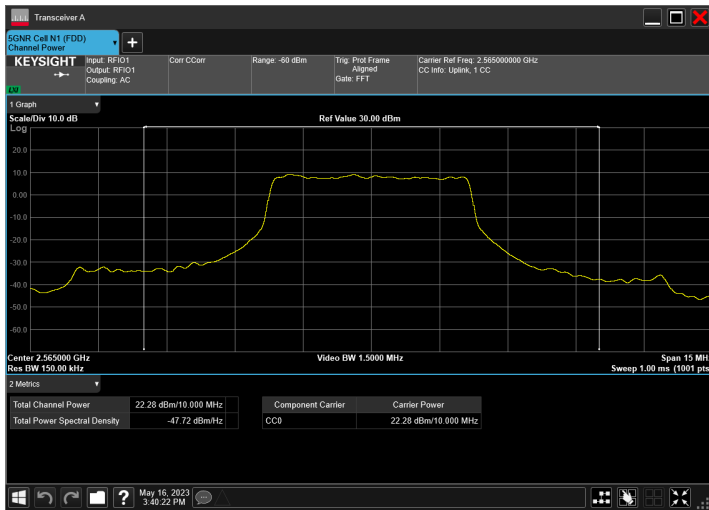 Transceiver A
5GNR Cell N1 (FDD)
Channel Power
KEYSIGHT
Input: RFIO1
Output: RFIO1
Coupling: AC
Corr CCorr
Range: -60 dBm
Trig: Prot Frame
Aligned
Gate: FFT
Carrier Ref Freq: 2.565000000 GHz
CC Info: Uplink, 1 CC
LXI
1 Graph
Scale/Div 10.0 dB
Ref Value 30.00 dBm
Log
20.0
10.0
0.00
-10.0
-20.0
-30.0
-40.0
-50.0
-60.0
Center 2.565000 GHz
Video BW 1.5000 MHz
Span 15 MH
Res BW 150.00 kHz
Sweep 1.00 ms (1001 pts
2 Metrics
Total Channel Power 22.28 dBm/10.000 MHz
Total Power Spectral Density -47.72 dBm/Hz
Component Carrier Carrier Power
CC0 22.28 dBm/10.000 MHz
?
May 16, 2023
3:40:22 PM